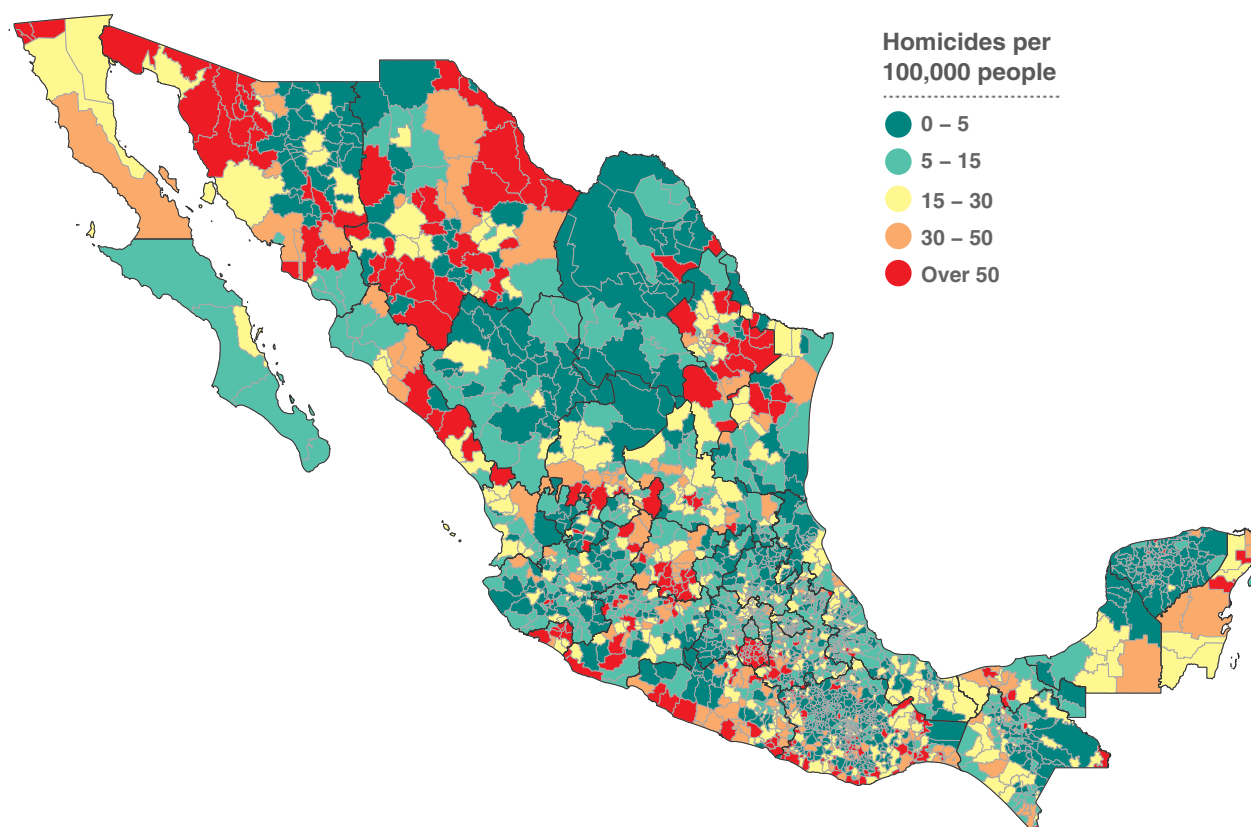 Homicides per
100,000 people
0 – 5
5 – 15
15 – 30
30 – 50
Over 50